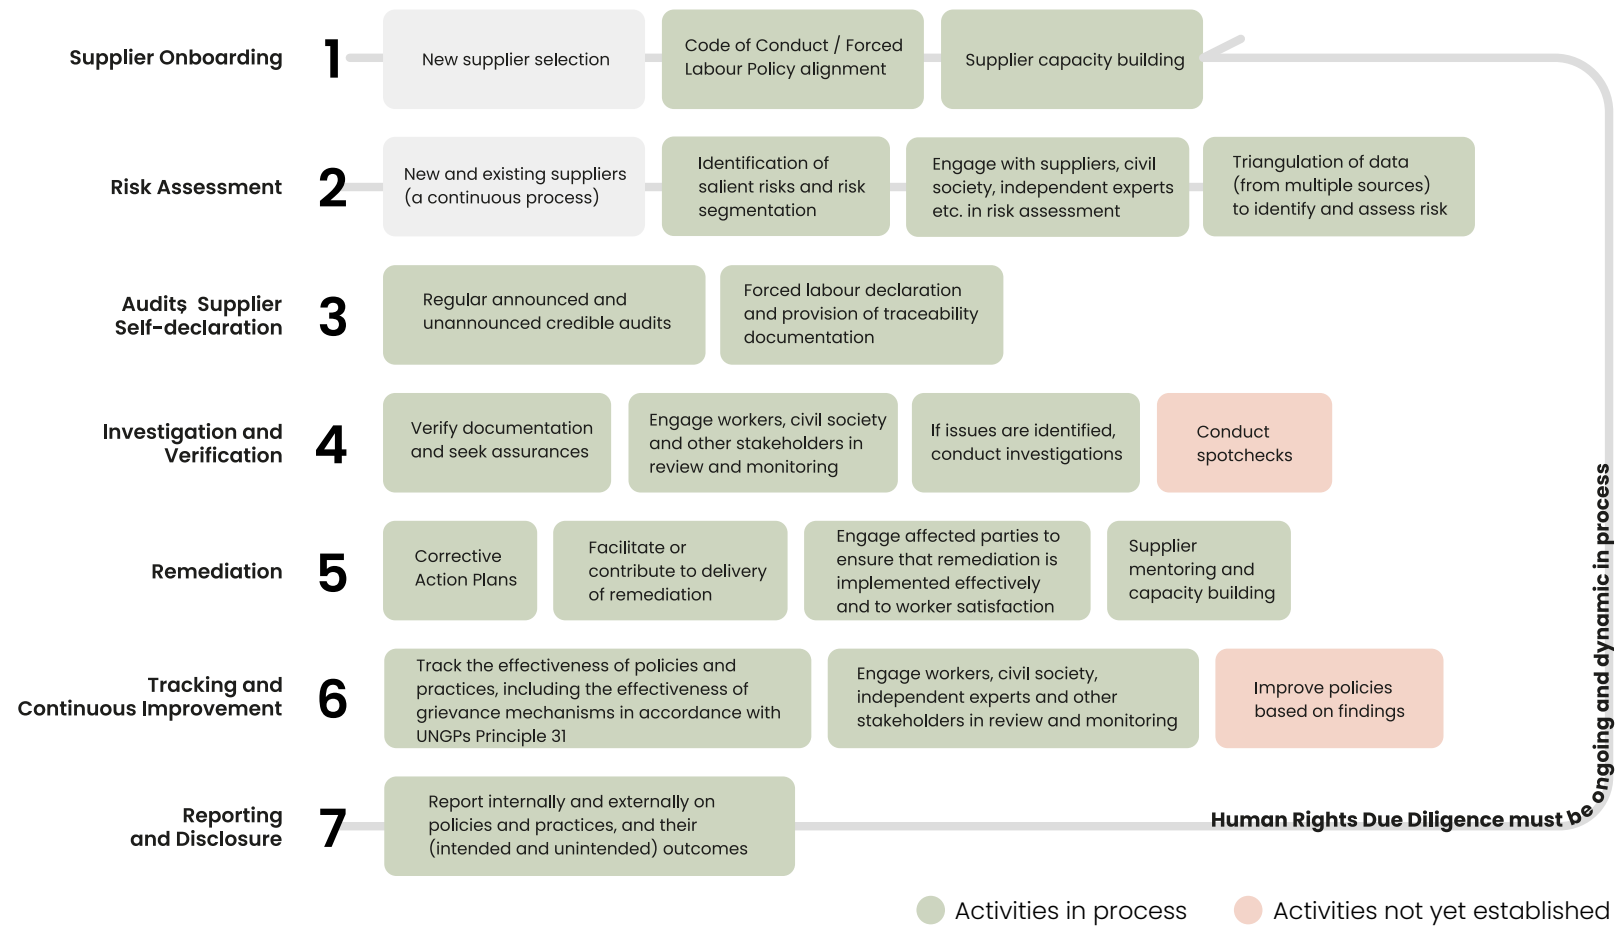 Supplier Onboarding
1
New supplier selection
Code of Conduct / Forced
Labour Policy alignment
Supplier capacity building
Risk Assessment
2
New and existing suppliers
(a continuous process)
Identification of
salient risks and risk
segmentation
Engage with suppliers, civil
society, independent experts
etc. in risk assessment
Triangulation of data
(from multiple sources)
to identify and assess risk
Audits, Supplier
Self-declaration
3
Regular announced and
unannounced credible audits
Forced labour declaration
and provision of traceability
documentation
Investigation and
Verification
4
Verify documentation
and seek assurances
Engage workers, civil society
and other stakeholders in
review and monitoring
If issues are identified,
conduct investigations
Conduct
spotchecks
Remediation
5
Corrective
Action Plans
Facilitate or
contribute to delivery
of remediation
Engage affected parties to
ensure that remediation is
implemented effectively
and to worker satisfaction
Supplier
mentoring and
capacity building
Tracking and
Continuous Improvement
6
Track the effectiveness of policies and
practices, including the effectiveness of
grievance mechanisms in accordance with
UNGPs Principle 31
Engage workers, civil society,
independent experts and other
stakeholders in review and monitoring
Improve policies
based on findings
Reporting
and Disclosure
7
Report internally and externally on
policies and practices, and their
(intended and unintended) outcomes
Human Rights Due Diligence must be ongoing and dynamic in process
Activities in process
Activities not yet established